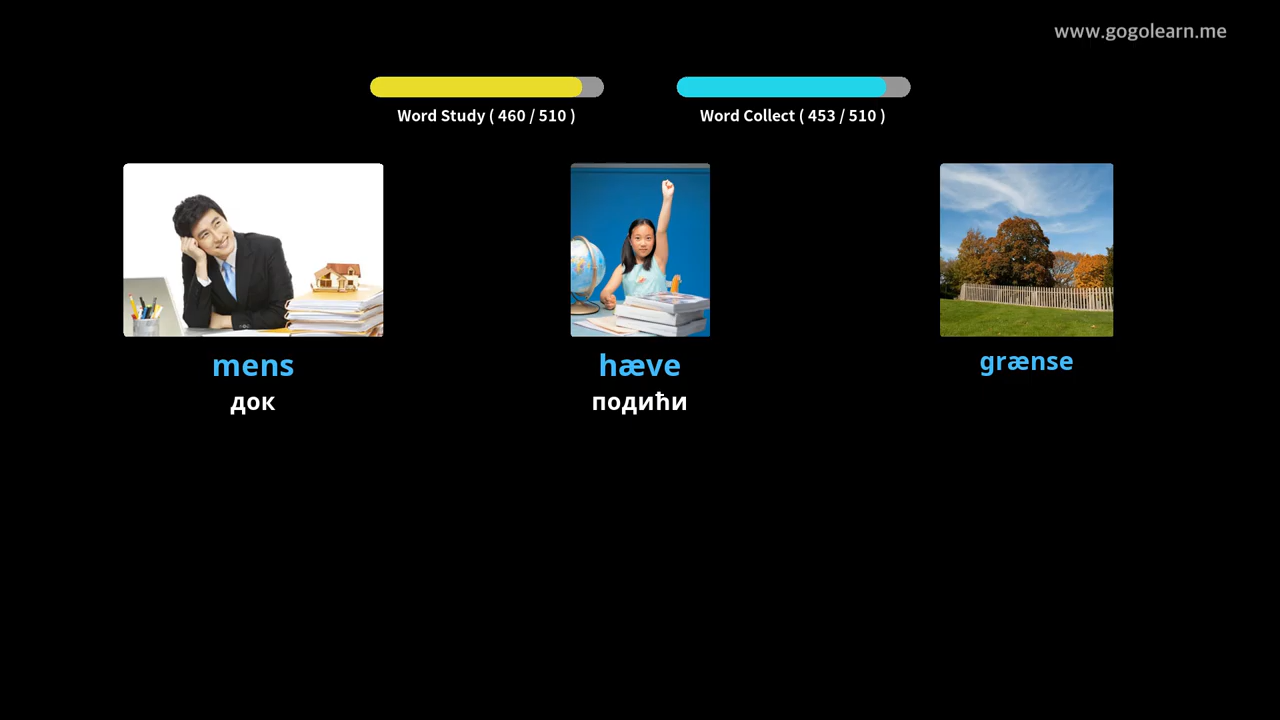 www.gogolearn.me
Word Study ( 460 / 510 )
Word Collect ( 453 / 510 )
mens
док
hæve
подићи
grænse